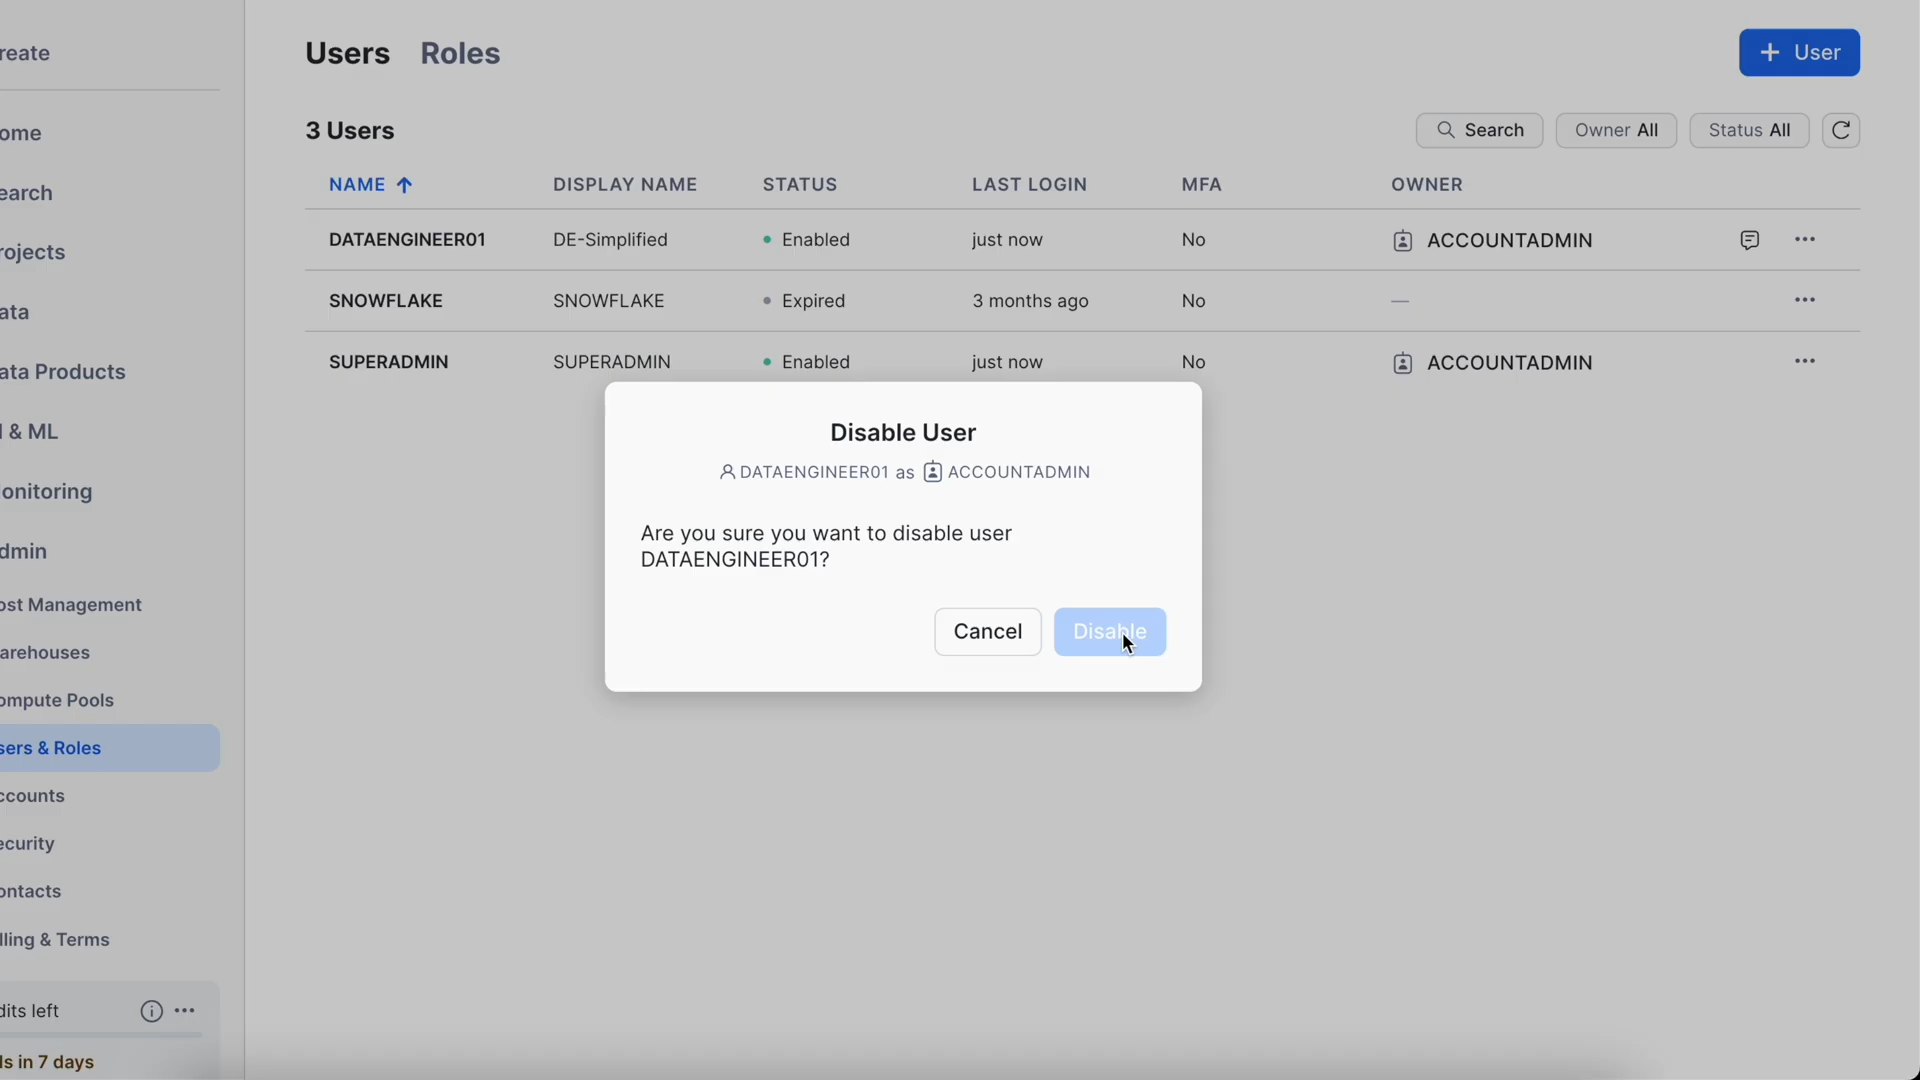 reate
ome
earch
rojects
ata
ata Products
I & ML
onitoring
dmin
ost Management
arehouses
ompute Pools
sers & Roles
ccounts
ecurity
ontacts
lling & Terms
dits left
ls in 7 days
Users Roles
+ User
3 Users
Search
Owner All
Status All
NAME DISPLAY NAME STATUS LAST LOGIN MFA OWNER
DATAENGINEER01 DE-Simplified Enabled just now No ACCOUNTADMIN
SNOWFLAKE SNOWFLAKE Expired 3 months ago No —
SUPERADMIN SUPERADMIN Enabled just now No ACCOUNTADMIN
Disable User
DATAENGINEER01 as ACCOUNTADMIN
Are you sure you want to disable user
DATAENGINEER01?
Cancel Disable